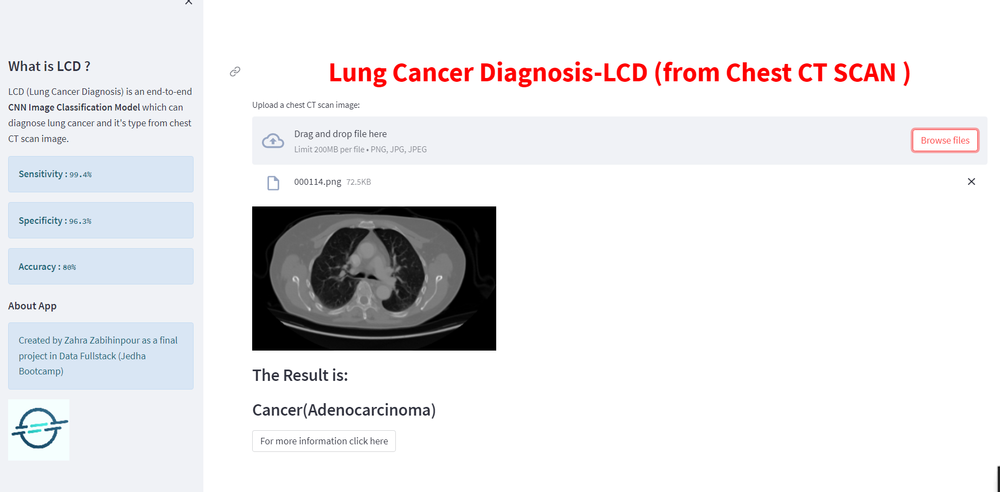 What is LCD ?
LCD (Lung Cancer Diagnosis) is an end-to-end
CNN Image Classification Model which can
diagnose lung cancer and it's type from chest
CT scan image.
Sensitivity : 99.4%
Specificity : 96.3%
Accuracy : 80%
About App
Created by Zahra Zabihinpour as a final
project in Data Fullstack (Jedha
Bootcamp)
Lung Cancer Diagnosis-LCD (from Chest CT SCAN )
Upload a chest CT scan image:
Drag and drop file here
Limit 200MB per file • PNG, JPG, JPEG
Browse files
000114.png 72.5KB
The Result is:
Cancer(Adenocarcinoma)
For more information click here